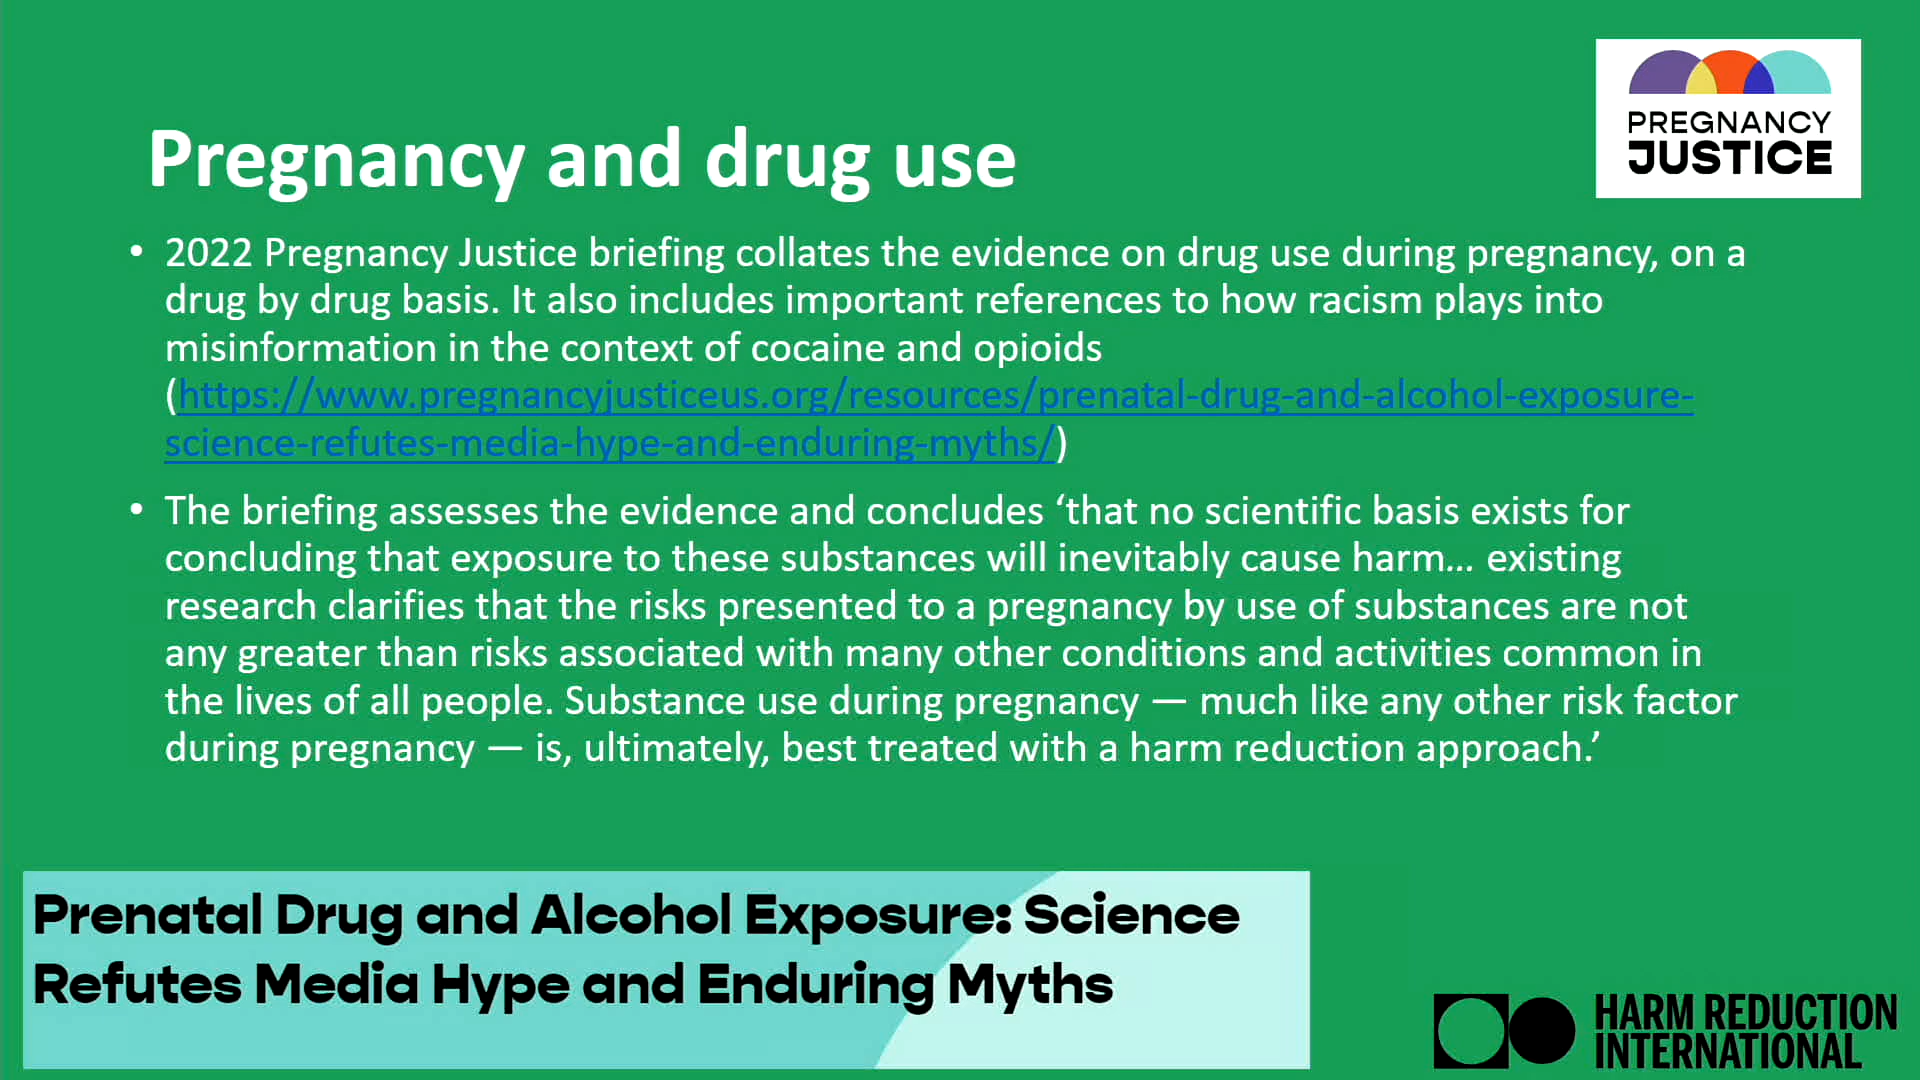 PREGNANCY
JUSTICE
Pregnancy and drug use
• 2022 Pregnancy Justice briefing collates the evidence on drug use during pregnancy, on a
drug by drug basis. It also includes important references to how racism plays into
misinformation in the context of cocaine and opioids
(https://www.pregnancyjusticeus.org/resources/prenatal-drug-and-alcohol-exposure-
science-refutes-media-hype-and-enduring-myths/)
• The briefing assesses the evidence and concludes ‘that no scientific basis exists for
concluding that exposure to these substances will inevitably cause harm… existing
research clarifies that the risks presented to a pregnancy by use of substances are not
any greater than risks associated with many other conditions and activities common in
the lives of all people. Substance use during pregnancy — much like any other risk factor
during pregnancy — is, ultimately, best treated with a harm reduction approach.’
Prenatal Drug and Alcohol Exposure: Science
Refutes Media Hype and Enduring Myths
HARM REDUCTION
INTERNATIONAL